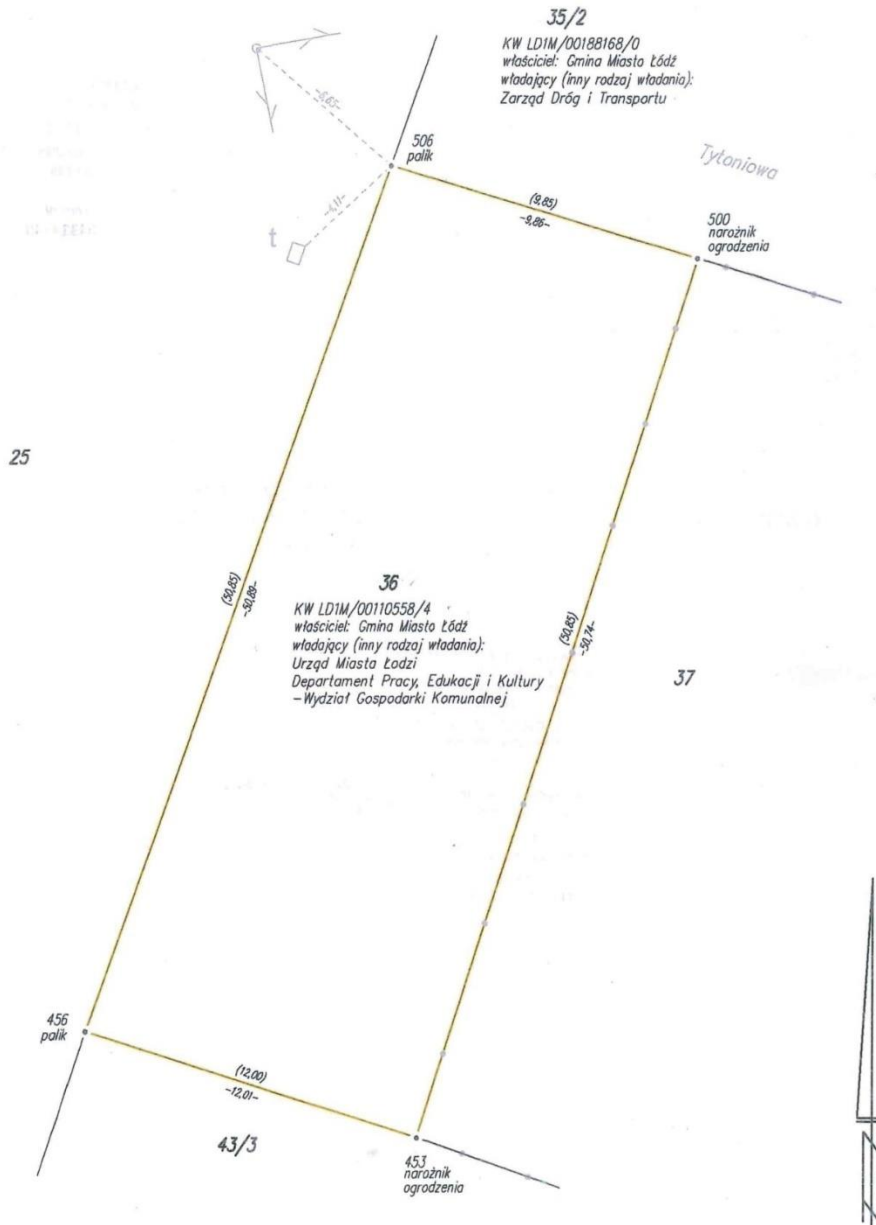 35/2
KW LD1M/00188168/0
właściciel: Gmina Miasto Łódź
władający (inny rodzaj władania):
Zarząd Dróg i Transportu
506
palik
Tytoniowa
(9,85)
-9,86-
500
narożnik
ogrodzenia
t
25
(50,85)
-50,89-
36
KW LD1M/00110558/4
właściciel: Gmina Miasto Łódź
władający (inny rodzaj władania):
Urząd Miasta Łodzi
Departament Pracy, Edukacji i Kultury
-Wydział Gospodarki Komunalnej
(50,85)
-50,74-
37
456
palik
(12,00)
-12,01-
43/3
453
narożnik
ogrodzenia